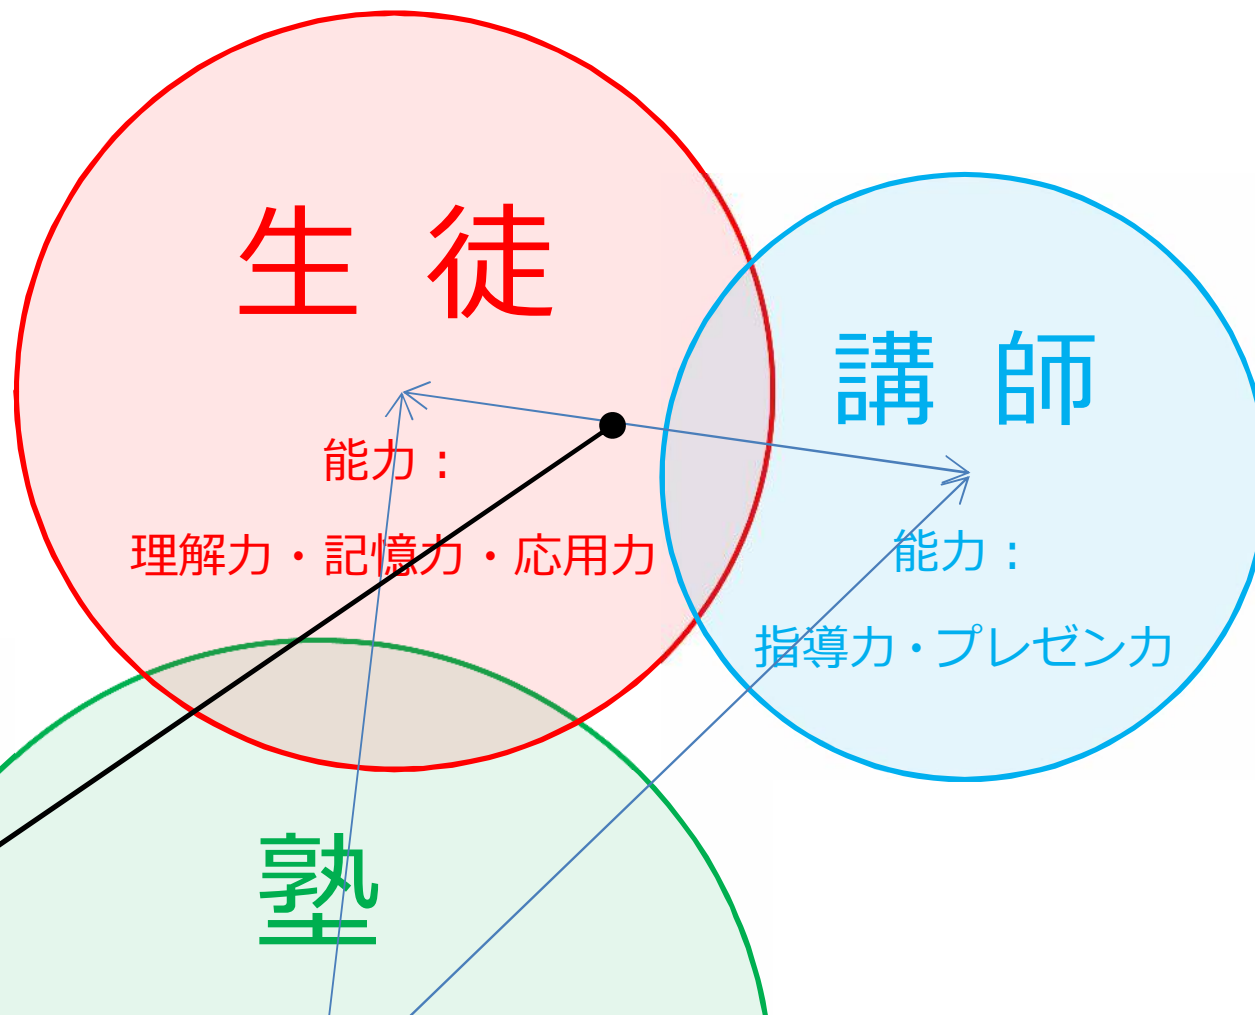 生 徒
能力：
理解力・記憶力・応用力
講 師
能力：
指導力・プレゼン力
塾